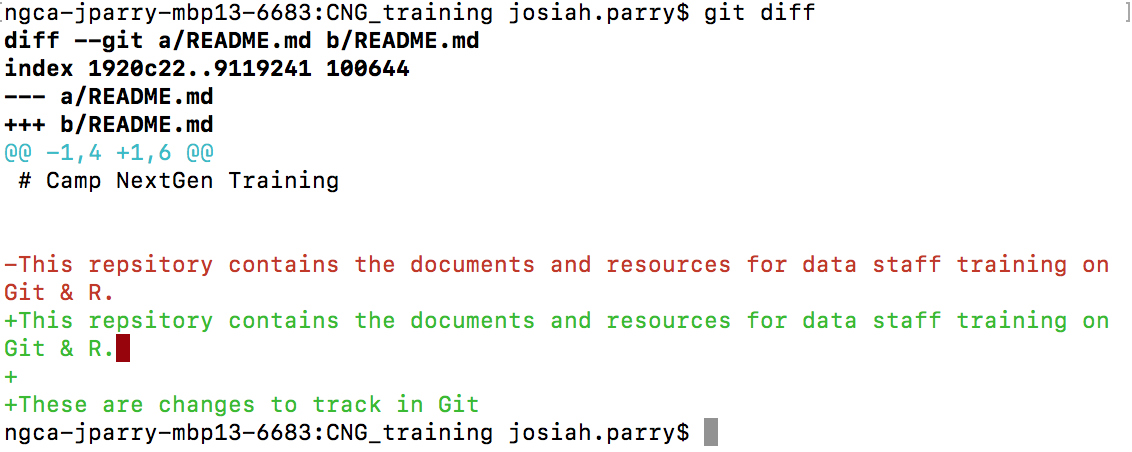 [ngca-jparry-mbp13-6683:CNG_training josiah.parry$ git diff ]
diff --git a/README.md b/README.md
index 1920c22..9119241 100644
--- a/README.md
+++ b/README.md
@@ -1,4 +1,6 @@
 # Camp NextGen Training
-This repsitory contains the documents and resources for data staff training on
Git & R.
+This repsitory contains the documents and resources for data staff training on
Git & R.
+
+These are changes to track in Git
ngca-jparry-mbp13-6683:CNG_training josiah.parry$